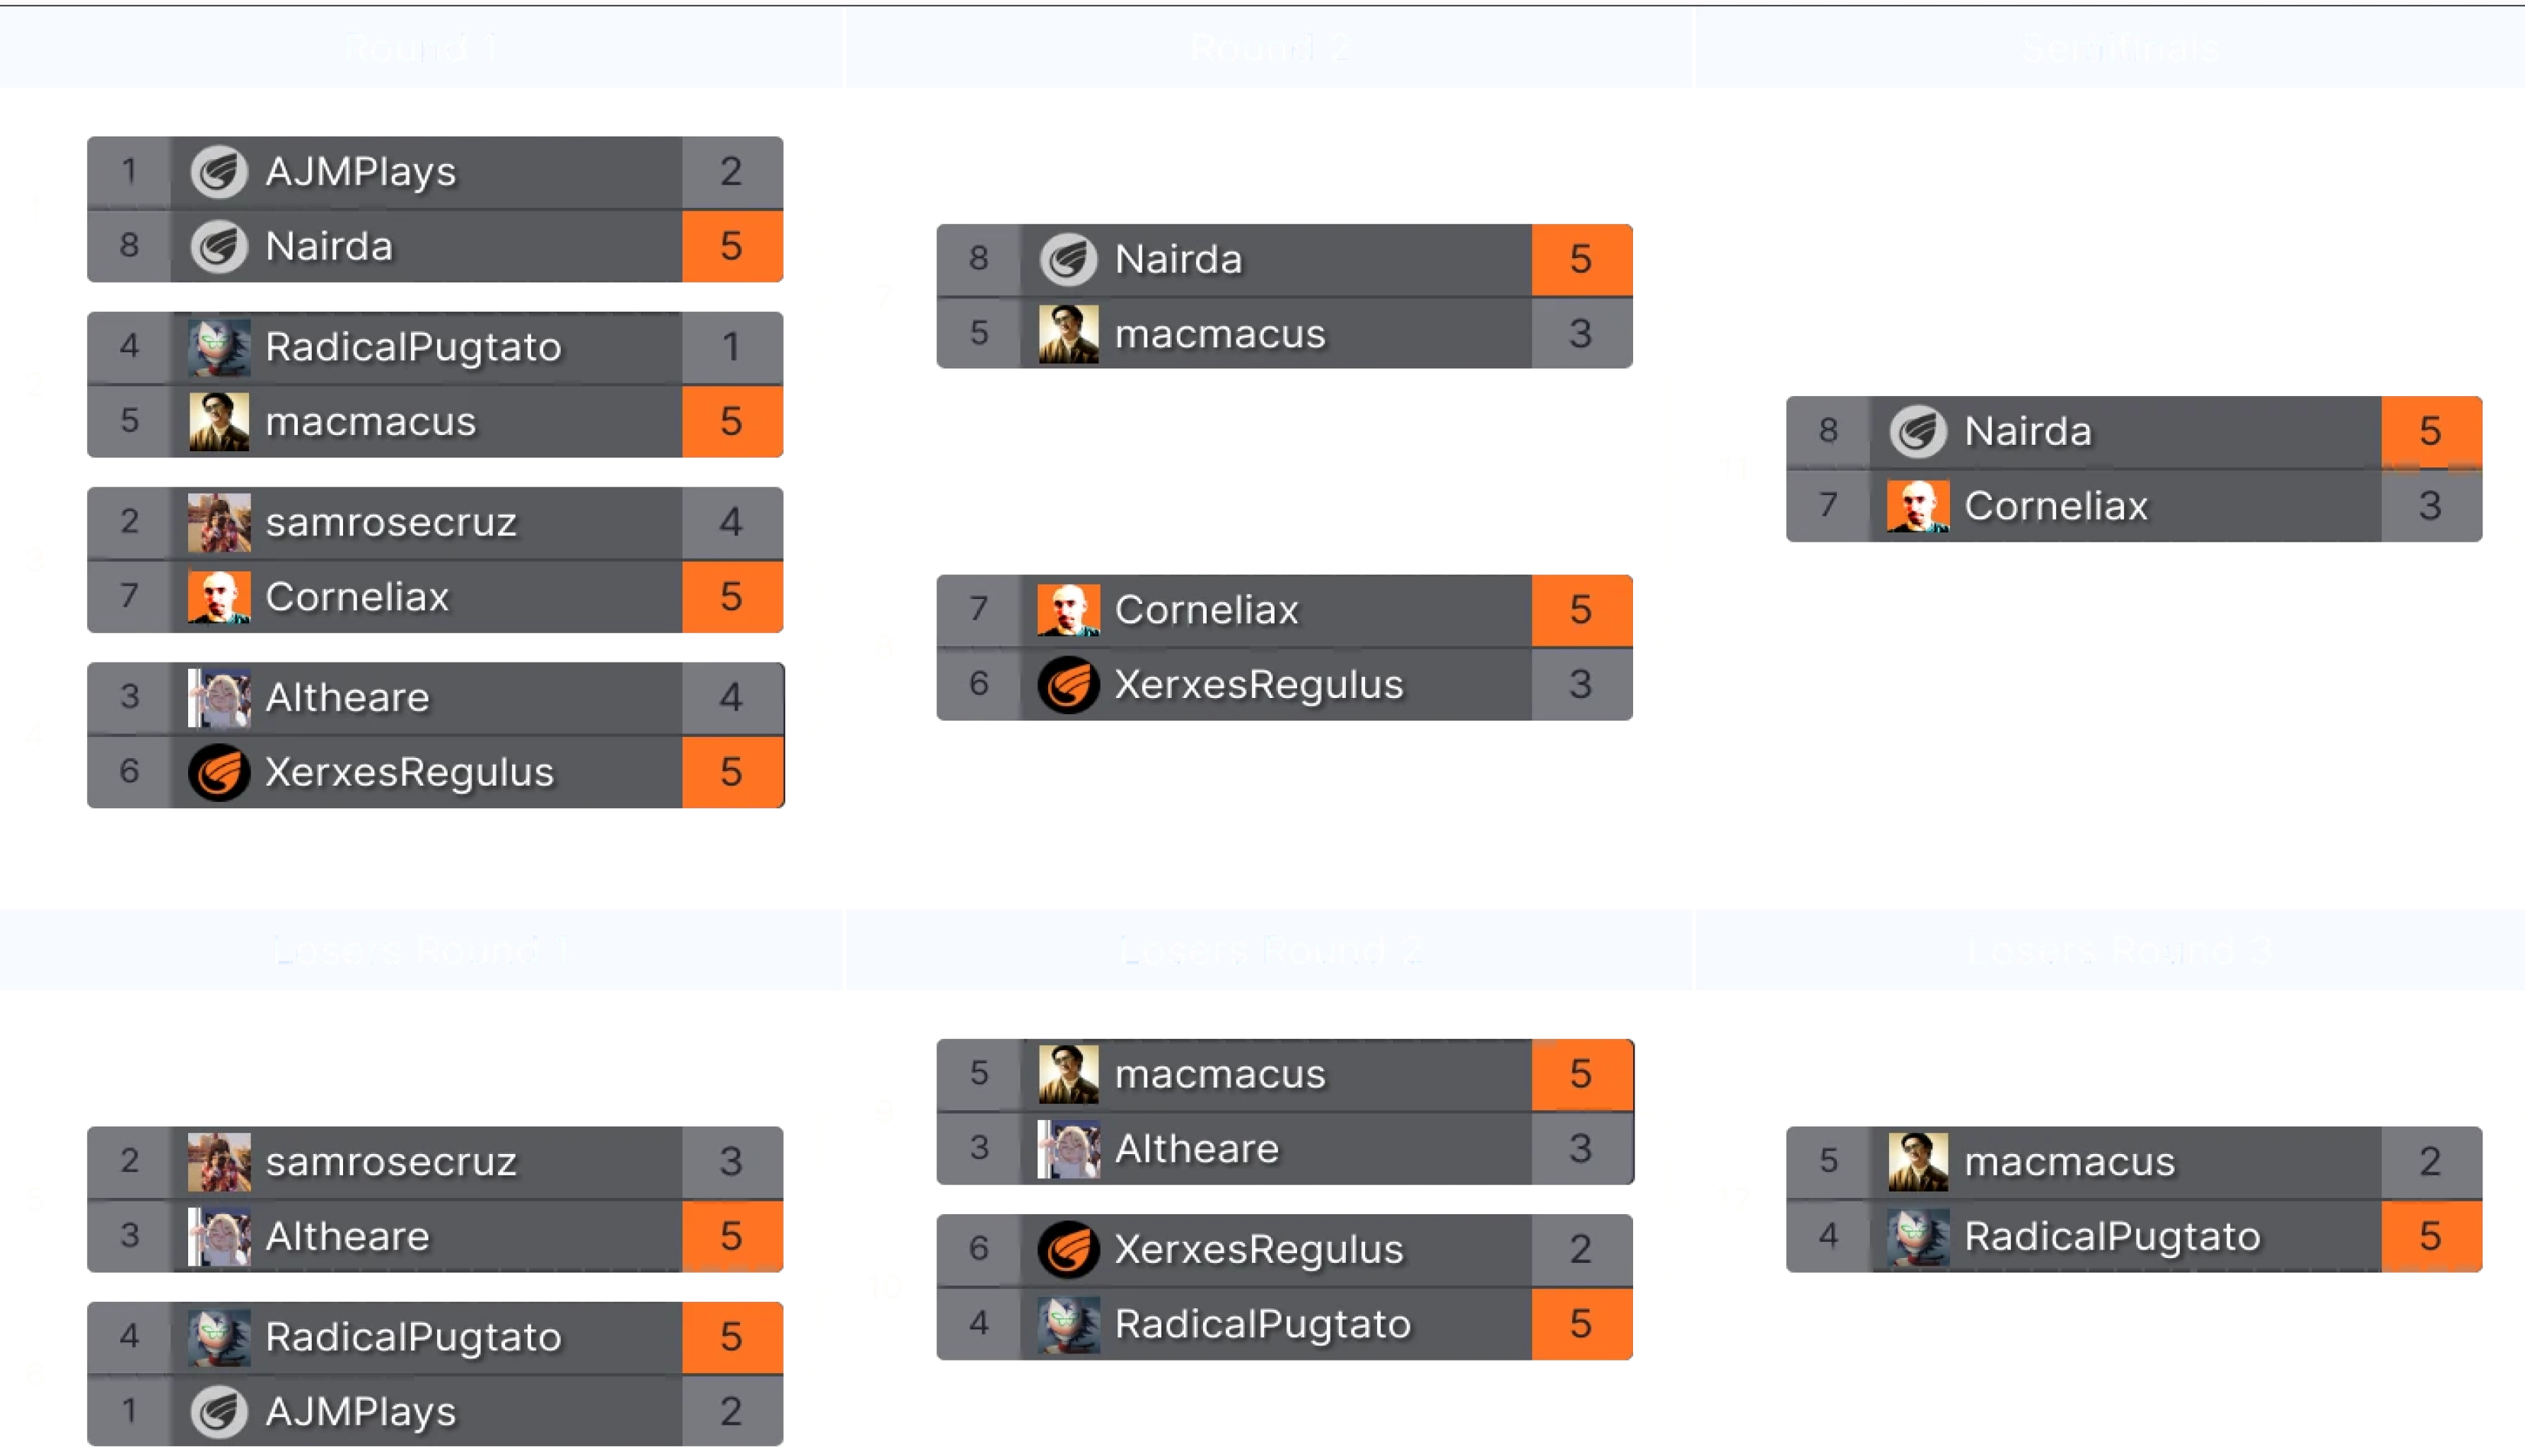 Round 1
Round 2
Semifinals
1 AJMPlays 2
8 Nairda 5
4 RadicalPugtato 1
5 macmacus 5
2 samrosecruz 4
7 Corneliax 5
3 Altheare 4
6 XerxesRegulus 5
7
8 Nairda 5
5 macmacus 3
7 Corneliax 5
6 XerxesRegulus 3
8 Nairda 5
7 Corneliax 3
Losers Round 1
Losers Round 2
Losers Round 3
2 samrosecruz 3
3 Altheare 5
4 RadicalPugtato 5
1 AJMPlays 2
9
5 macmacus 5
3 Altheare 3
10
6 XerxesRegulus 2
4 RadicalPugtato 5
5 macmacus 2
4 RadicalPugtato 5